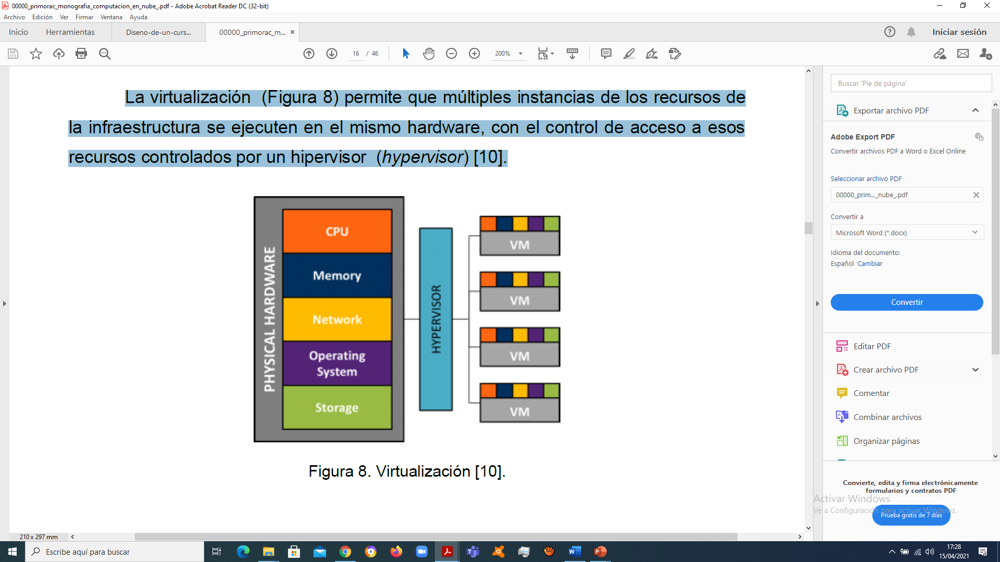 00000_primorac_monografia_computacion_en_nube_.pdf - Adobe Acrobat Reader DC (32-bit)
Archivo Edición Ver Firmar Ventana Ayuda
Inicio Herramientas Diseno-de-un-curs... 00000_primorac_m... Iniciar sesión
16 / 46 200%
La virtualización (Figura 8) permite que múltiples instancias de los recursos de
la infraestructura se ejecuten en el mismo hardware, con el control de acceso a esos
recursos controlados por un hipervisor (hypervisor) [10].
PHYSICAL HARDWARE
CPU
Memory
Network
Operating
System
Storage
HYPERVISOR
VM
VM
VM
VM
Figura 8. Virtualización [10].
210 x 297 mm
Buscar 'Pie de página'
Exportar archivo PDF
Adobe Export PDF
Convertir archivos PDF a Word o Excel Online
Seleccionar archivo PDF
00000_prim..._nube_.pdf
Convertir a
Microsoft Word (*.docx)
Idioma del documento:
Español Cambiar
Convertir
Editar PDF
Crear archivo PDF
Comentar
Combinar archivos
Organizar páginas
Convierte, edita y firma electrónicamente
formularios y contratos PDF
Activar Windows
Ve a Configuración para activar Windows.
Prueba gratis de 7 días
Escribe aquí para buscar
17:28
15/04/2021